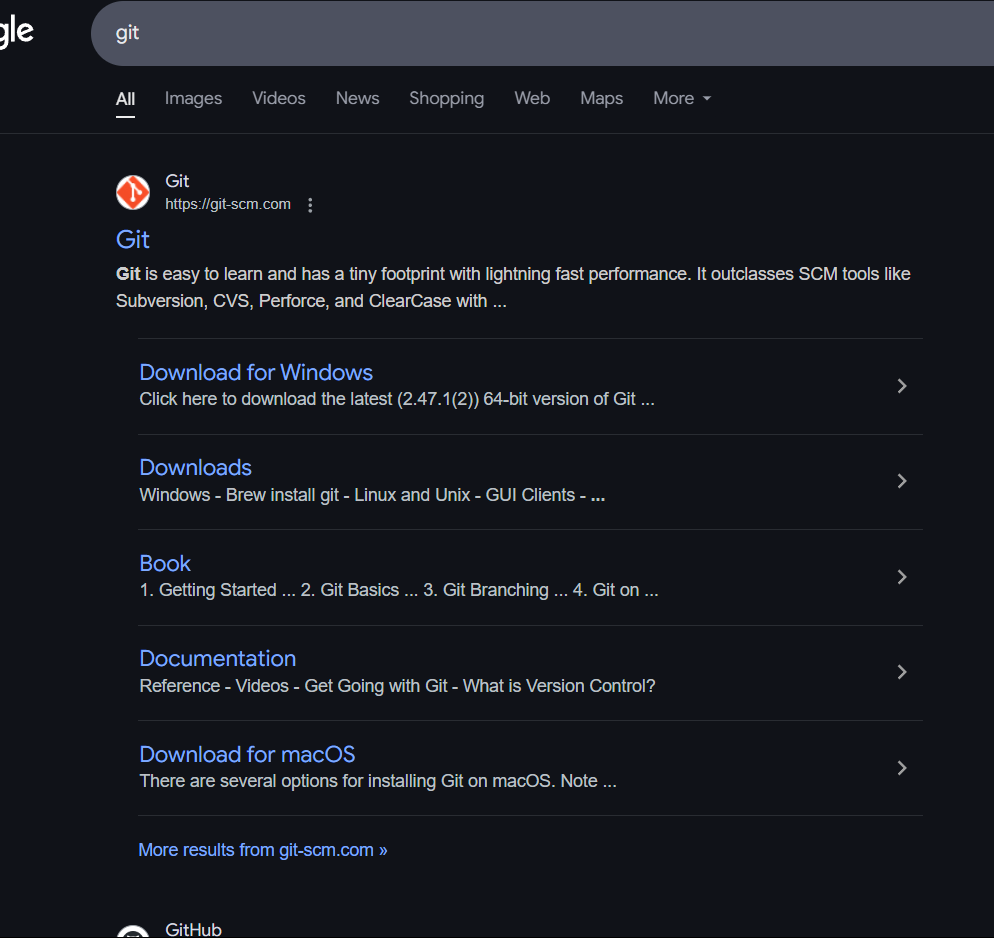 gle
git
All Images Videos News Shopping Web Maps More
Git
https://git-scm.com
Git
Git is easy to learn and has a tiny footprint with lightning fast performance. It outclasses SCM tools like
Subversion, CVS, Perforce, and ClearCase with ...
Download for Windows
Click here to download the latest (2.47.1(2)) 64-bit version of Git ...
Downloads
Windows - Brew install git - Linux and Unix - GUI Clients - ...
Book
1. Getting Started ... 2. Git Basics ... 3. Git Branching ... 4. Git on ...
Documentation
Reference - Videos - Get Going with Git - What is Version Control?
Download for macOS
There are several options for installing Git on macOS. Note ...
More results from git-scm.com »
GitHub